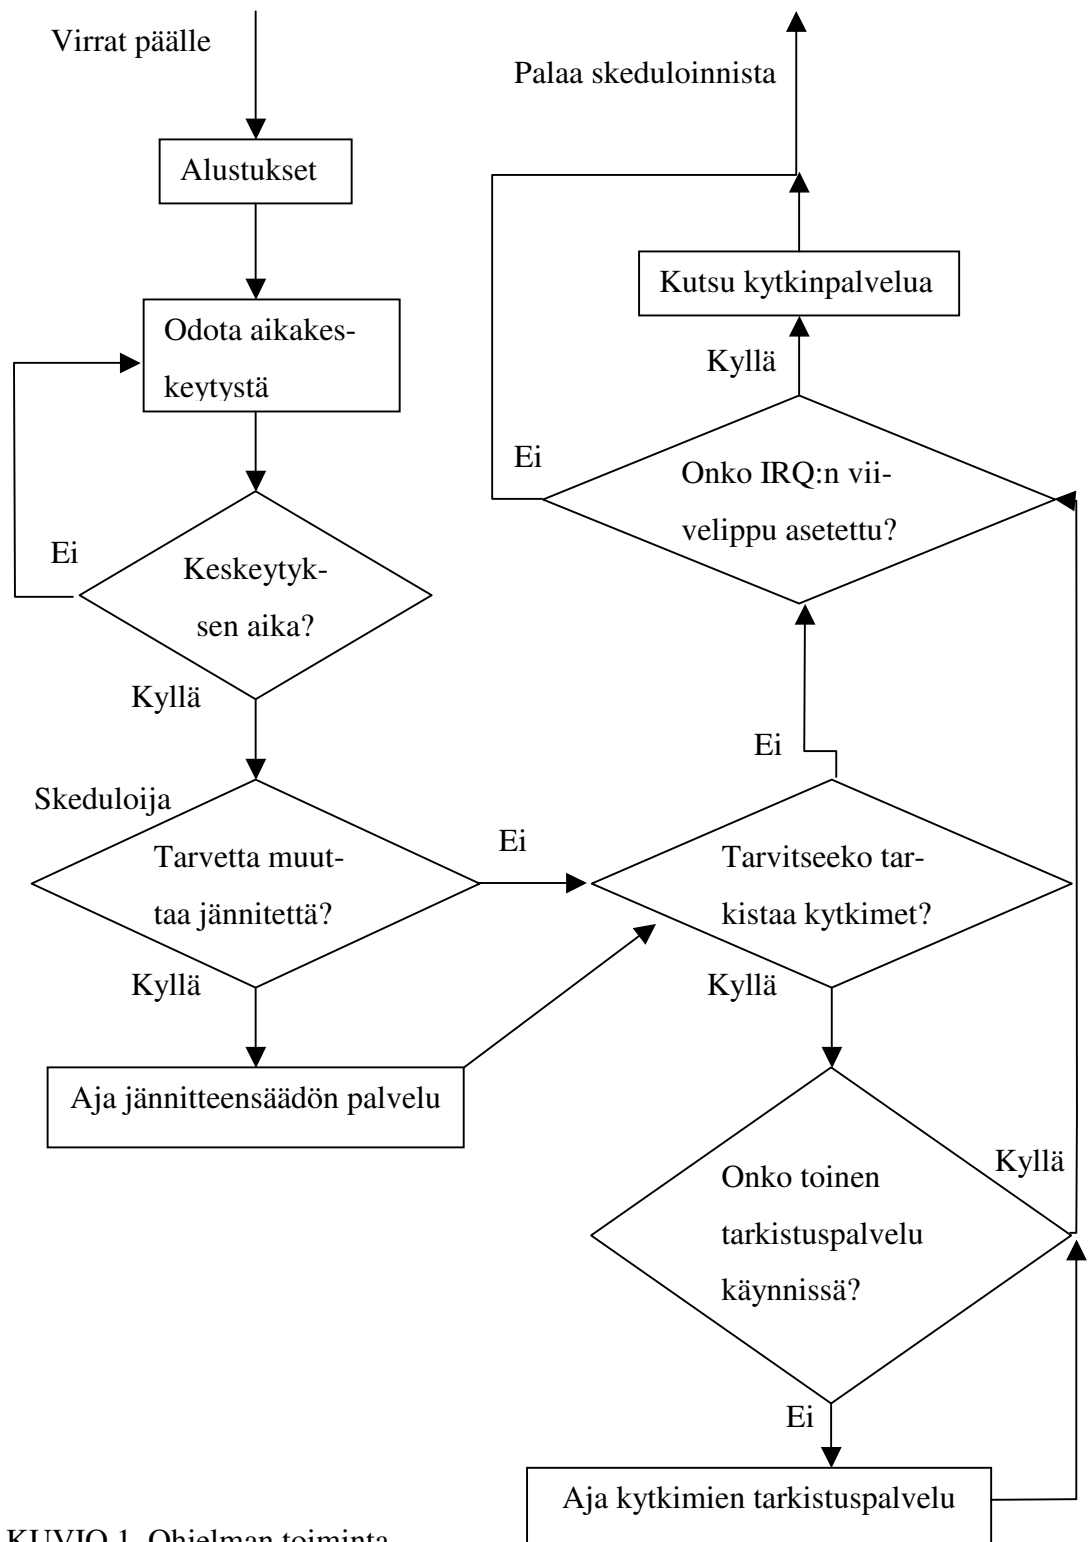 Virrat päälle
Alustukset
Odota aikakes-
keytystä
Ei
Keskeytyk-
sen aika?
Kyllä
Skeduloija
Tarvetta muut-
taa jännitettä?
Ei
Kyllä
Aja jännitteensäädön palvelu
Palaa skeduloinnista
Kutsu kytkinpalvelua
Kyllä
Ei
Onko IRQ:n vii-
velippu asetettu?
Ei
Tarvitseeko tar-
kistaa kytkimet?
Kyllä
Onko toinen
tarkistuspalvelu
käynnissä?
Kyllä
Ei
Aja kytkimien tarkistuspalvelu
KUVIO 1. Ohjelman toiminta